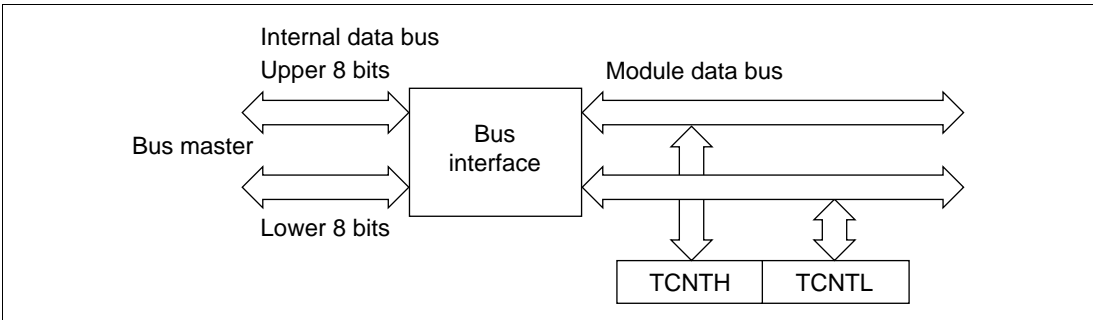 Internal data bus
Upper 8 bits
Module data bus
Bus
interface
Bus master
Lower 8 bits
TCNTH
TCNTL